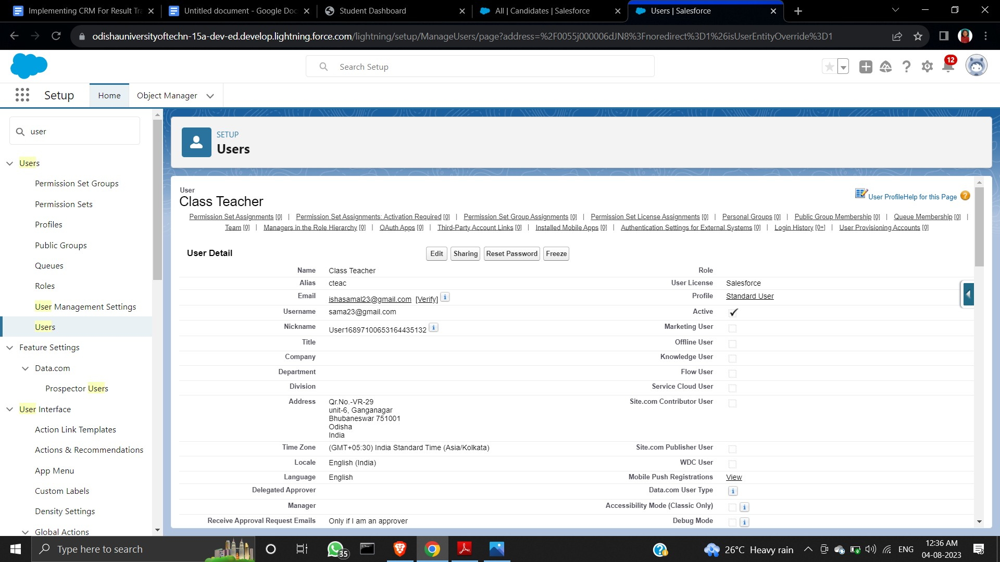 Implementing CRM For Result Tra
Untitled document - Google Doc
Student Dashboard
All | Candidates | Salesforce
Users | Salesforce
odishauniversityoftechn-15a-dev-ed.develop.lightning.force.com/lightning/setup/ManageUsers/page?address=%2F0055j000006dJN8%3Fnoredirect%3D1%26isUserEntityOverride%3D1
Search Setup
12
Setup
Home
Object Manager
user
Users
Permission Set Groups
Permission Sets
Profiles
Public Groups
Queues
Roles
User Management Settings
Users
Feature Settings
Data.com
Prospector Users
User Interface
Action Link Templates
Actions & Recommendations
App Menu
Custom Labels
Density Settings
Global Actions
SETUP
Users
User
Class Teacher
User Profile Help for this Page ?
Permission Set Assignments [0] | Permission Set Assignments: Activation Required [0] | Permission Set Group Assignments [0] | Permission Set License Assignments [0] | Personal Groups [0] | Public Group Membership [0] | Queue Membership [0] |
Team [0] | Managers in the Role Hierarchy [0] | OAuth Apps [0] | Third-Party Account Links [0] | Installed Mobile Apps [0] | Authentication Settings for External Systems [0] | Login History [0+] | User Provisioning Accounts [0]
User Detail
Edit Sharing Reset Password Freeze
Name Class Teacher Role
Alias cteac User License Salesforce
Email ishasamal23@gmail.com [Verify] i Profile Standard User
Username sama23@gmail.com Active
Nickname User16897100653164435132 i Marketing User
Title Offline User
Company Knowledge User
Department Flow User
Division Service Cloud User
Address Qr.No.-VR-29 Site.com Contributor User
unit-6, Ganganagar
Bhubaneswar 751001
Odisha
India
Time Zone (GMT+05:30) India Standard Time (Asia/Kolkata) Site.com Publisher User
Locale English (India) WDC User
Language English Mobile Push Registrations View
Delegated Approver Data.com User Type i
Manager Accessibility Mode (Classic Only) i
Receive Approval Request Emails Only if I am an approver Debug Mode i
Type here to search
35
26°C Heavy rain
ENG
12:36 AM
04-08-2023